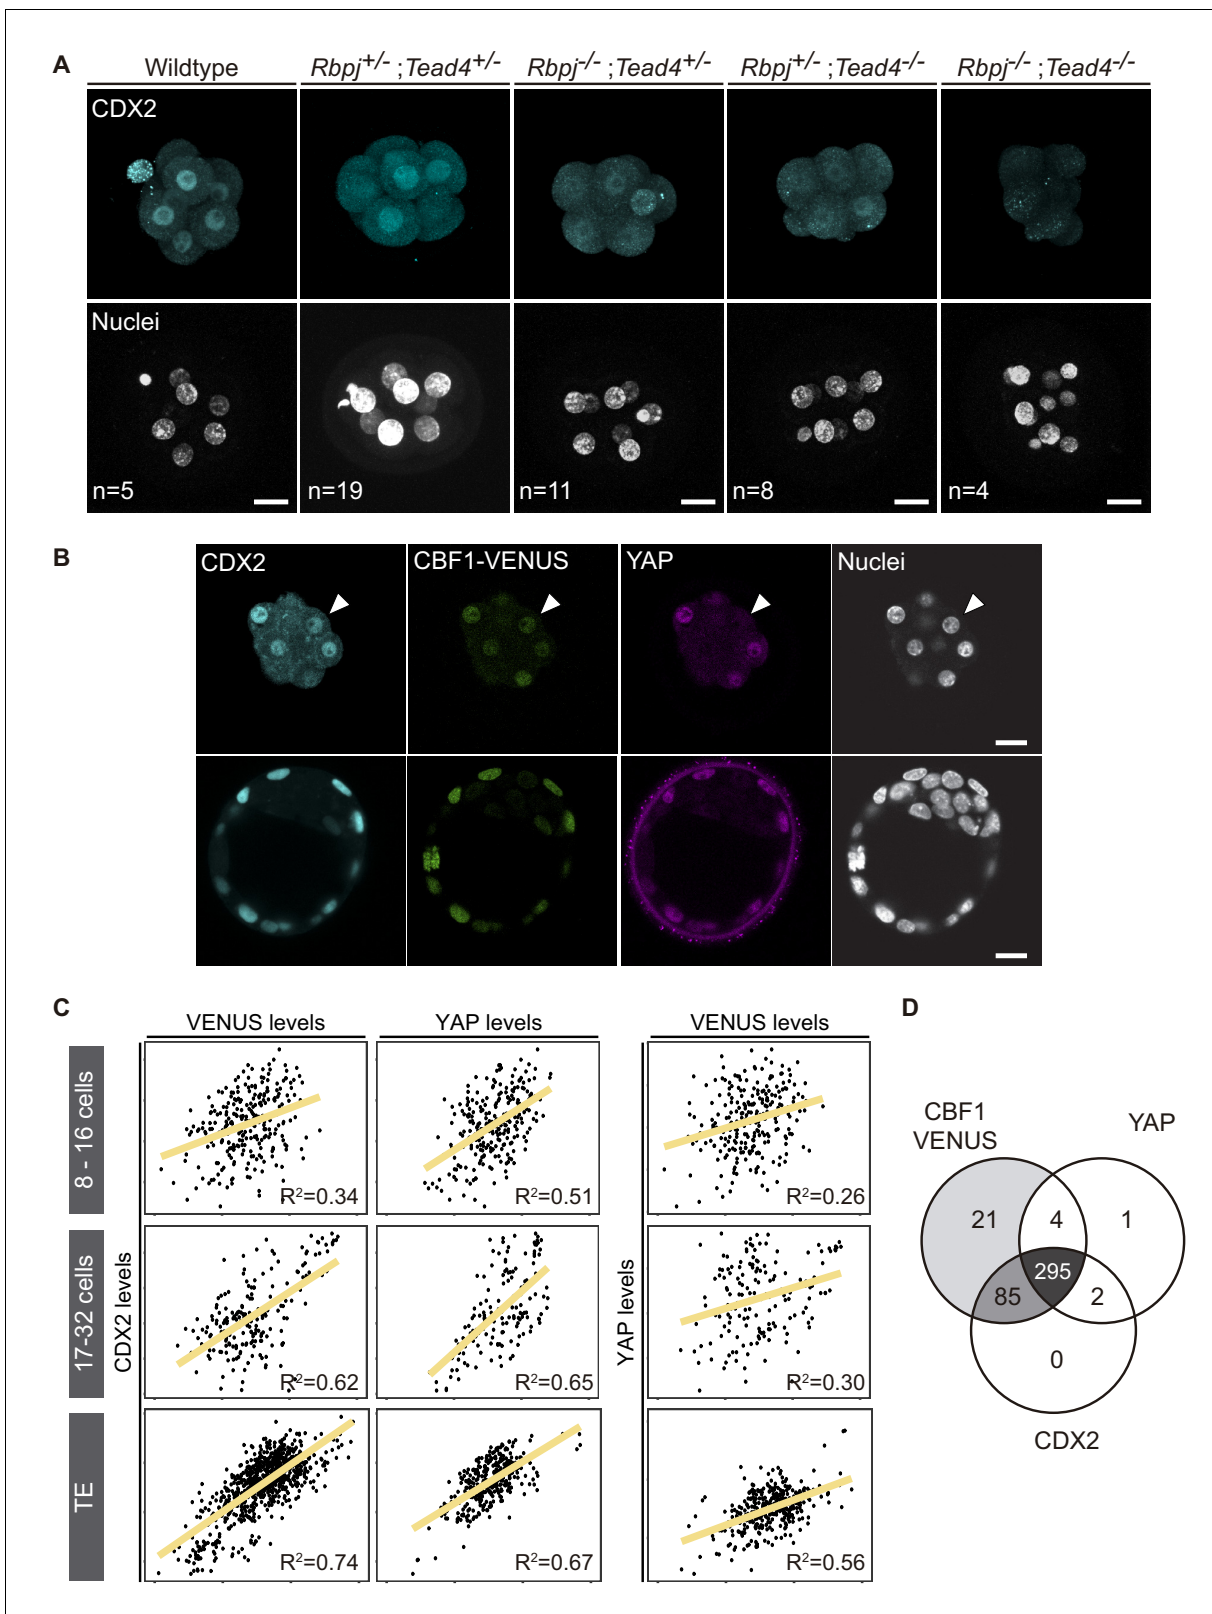 A
Wildtype
Rbpj+/- ;Tead4+/-
Rbpj-/- ;Tead4+/-
Rbpj+/- ;Tead4-/-
Rbpj-/- ;Tead4-/-
CDX2
Nuclei
n=5
n=19
n=11
n=8
n=4
B
CDX2
CBF1-VENUS
YAP
Nuclei
C
VENUS levels
YAP levels
VENUS levels
8 - 16 cells
17-32 cells
TE
CDX2 levels
YAP levels
R²=0.34
R²=0.51
R²=0.26
R²=0.62
R²=0.65
R²=0.30
R²=0.74
R²=0.67
R²=0.56
D
CBF1
VENUS
YAP
21
4
1
295
85
2
0
CDX2